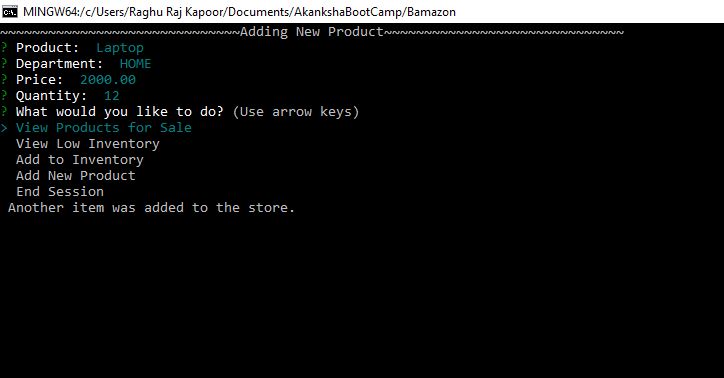 MINGW64:/c/Users/Raghu Raj Kapoor/Documents/AkankshaBootCamp/Bamazon
~~~~~~~~~~~~~~~~~~~~~~~~~~~~~~Adding New Product~~~~~~~~~~~~~~~~~~~~~~~~~~~~~~
? Product:  Laptop
? Department:  HOME
? Price:  2000.00
? Quantity:  12
? What would you like to do? (Use arrow keys)
> View Products for Sale
  View Low Inventory
  Add to Inventory
  Add New Product
  End Session
 Another item was added to the store.